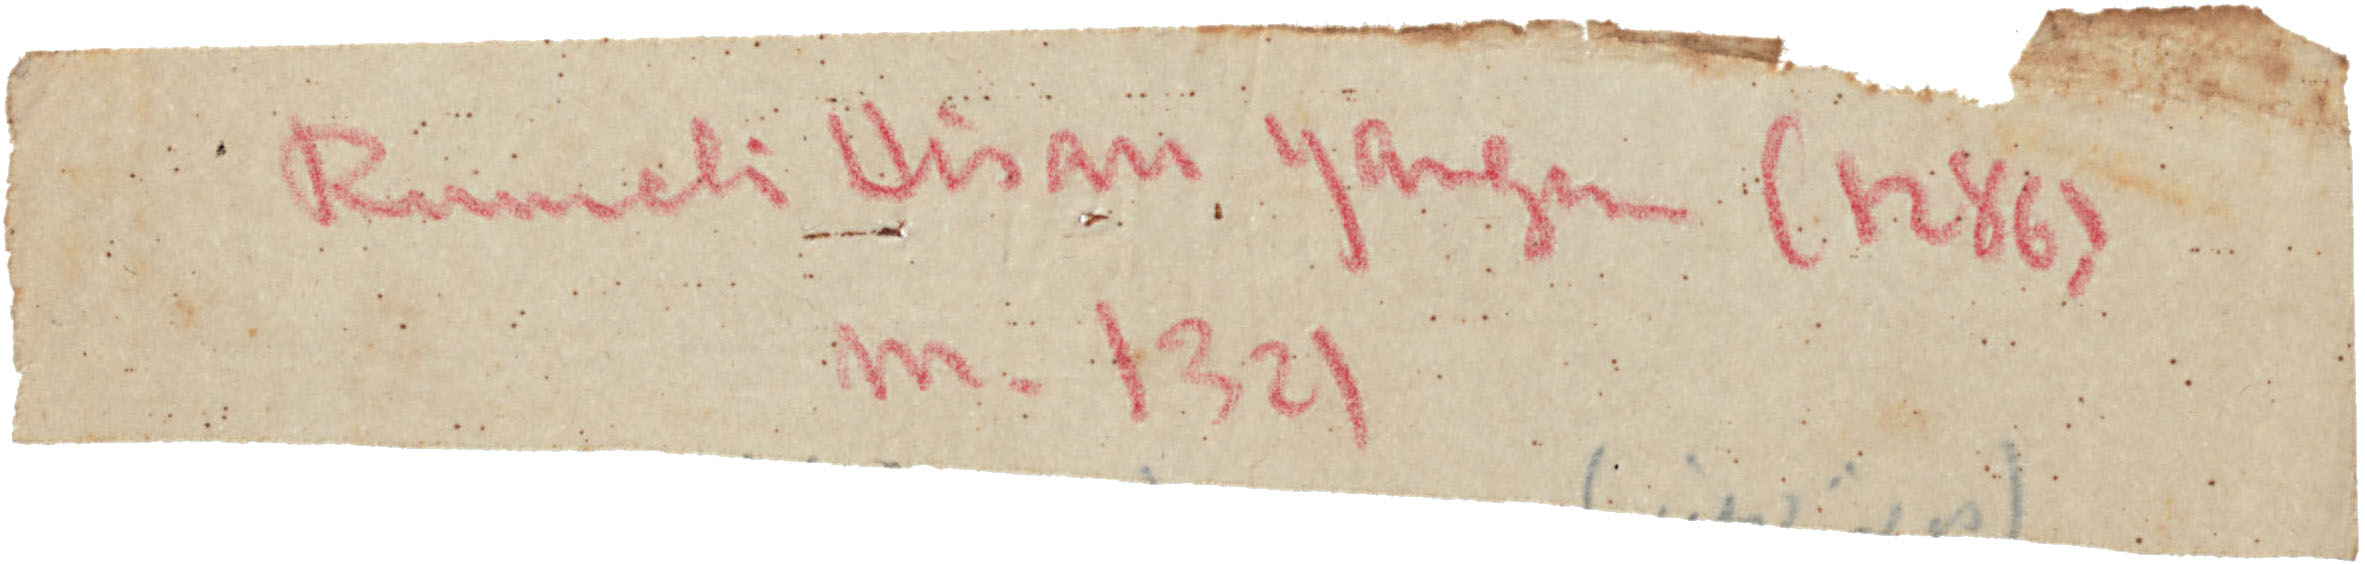 Rumeli Hisarı yangını (1286)
m. 1321